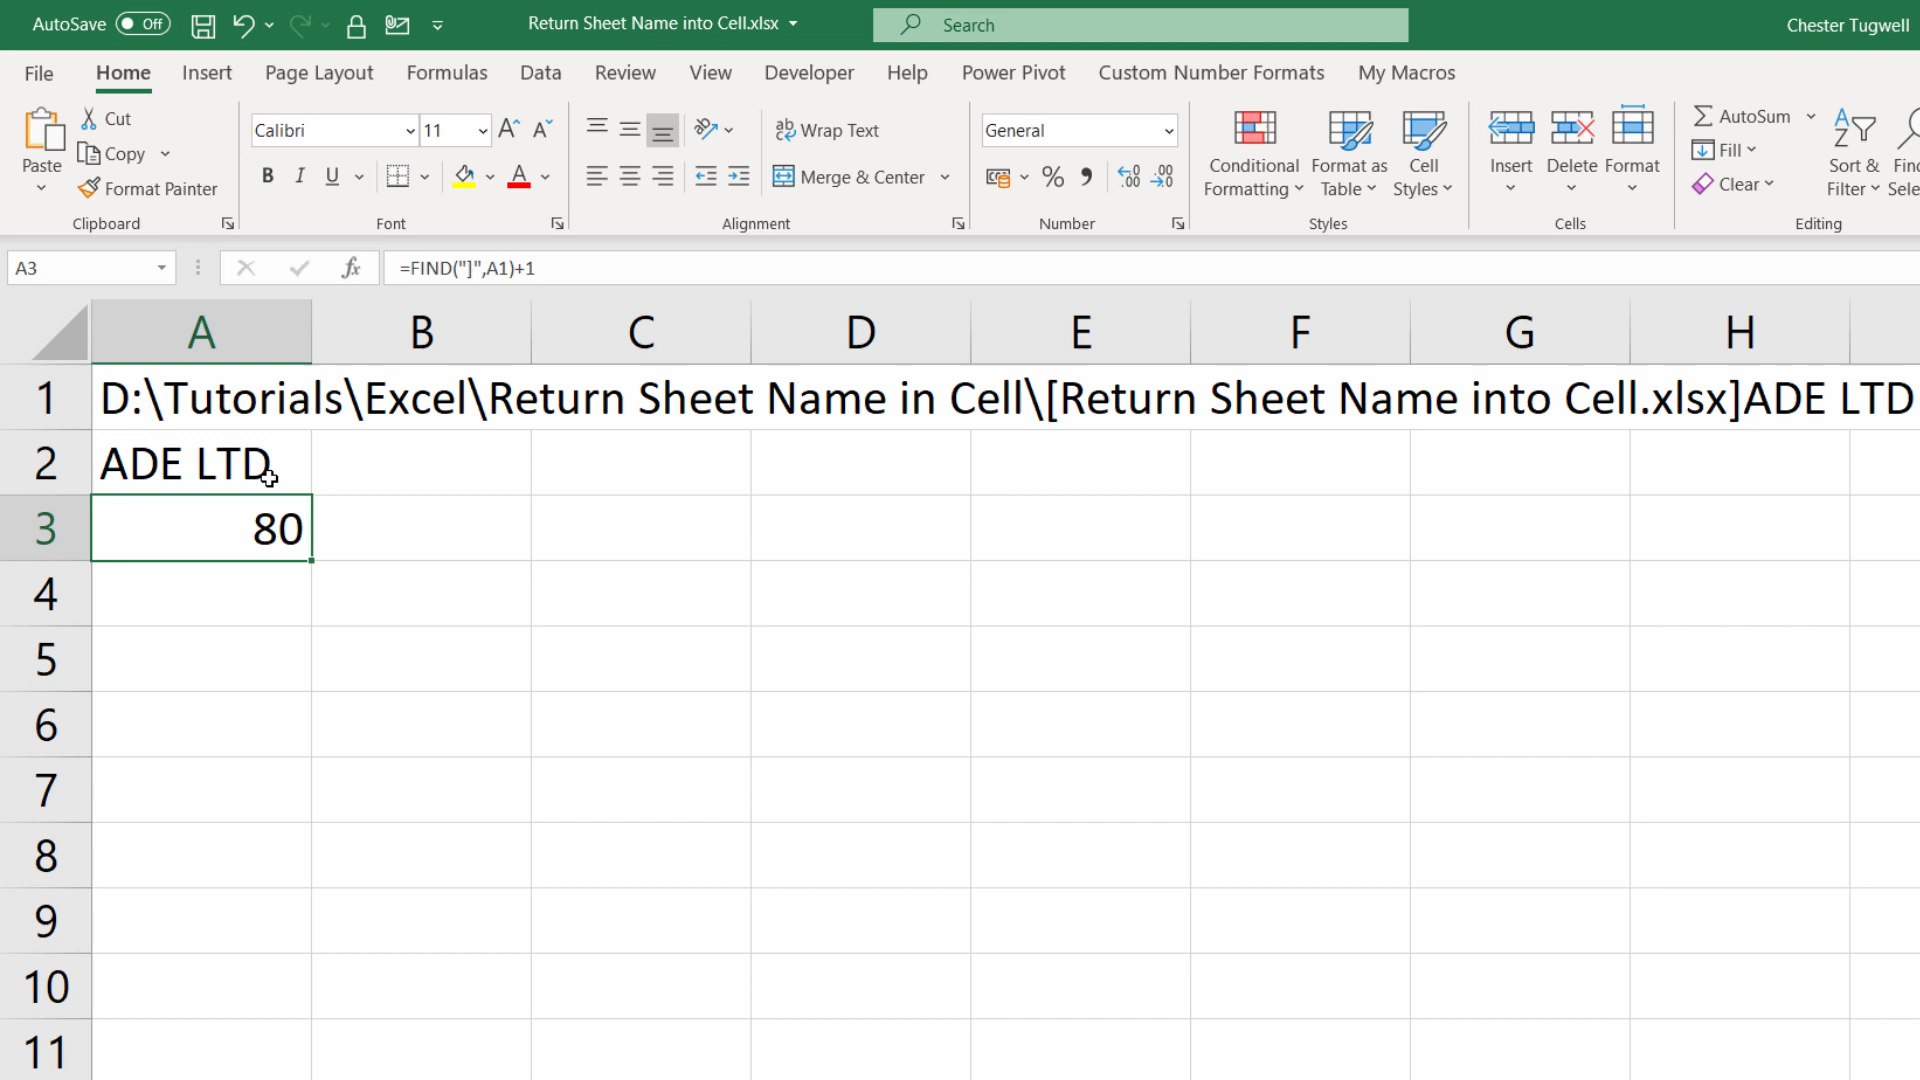 AutoSave Off Return Sheet Name into Cell.xlsx Search Chester Tugwell
File Home Insert Page Layout Formulas Data Review View Developer Help Power Pivot Custom Number Formats My Macros
Paste Cut Copy Format Painter
Clipboard
Calibri 11 A A
B I U A
Font
ab Wrap Text
Merge & Center
Alignment
General
% 9 .00 .00
Number
Conditional Formatting
Format as Table
Cell Styles
Styles
Insert Delete Format
Cells
AutoSum
Fill
Clear
Sort & Filter
Editing
A3 fx =FIND("]",A1)+1
A B C D E F G H
1 D:\Tutorials\Excel\Return Sheet Name in Cell\[Return Sheet Name into Cell.xlsx]ADE LTD
2 ADE LTD
3 80
4
5
6
7
8
9
10
11